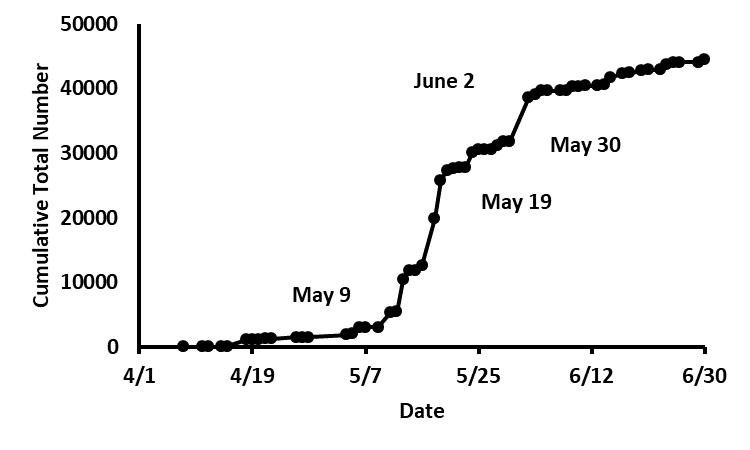 50000
40000
30000
20000
10000
0
Cumulative Total Number
June 2
May 30
May 19
May 9
4/1 4/19 5/7 5/25 6/12 6/30
Date